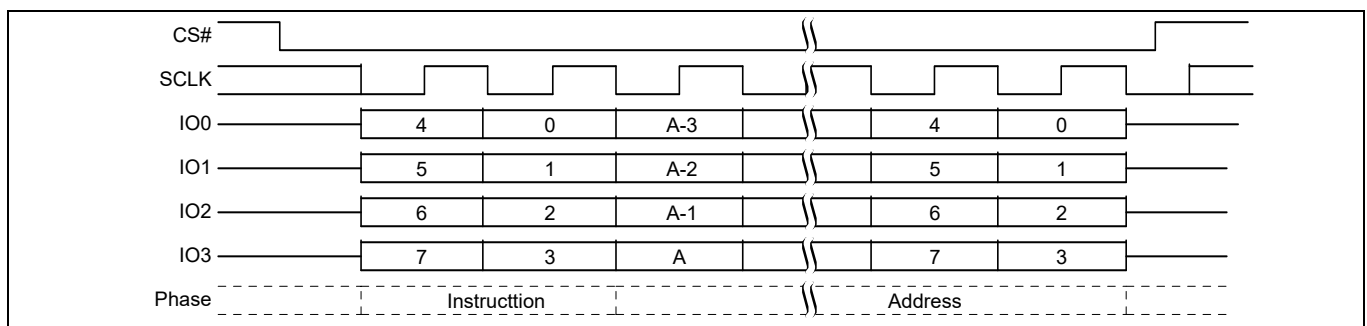 CS#
SCLK
IO0 4 0 A-3 4 0
IO1 5 1 A-2 5 1
IO2 6 2 A-1 6 2
IO3 7 3 A 7 3
Phase Instructtion Address